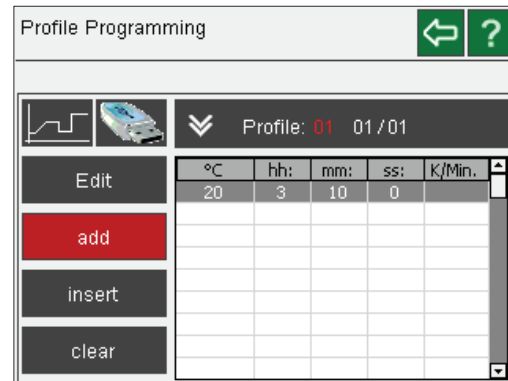 Profile Programming
?
Profile: 01 01/01
Edit
°C hh: mm: ss: K/Min.
20 3 10 0
add
insert
clear